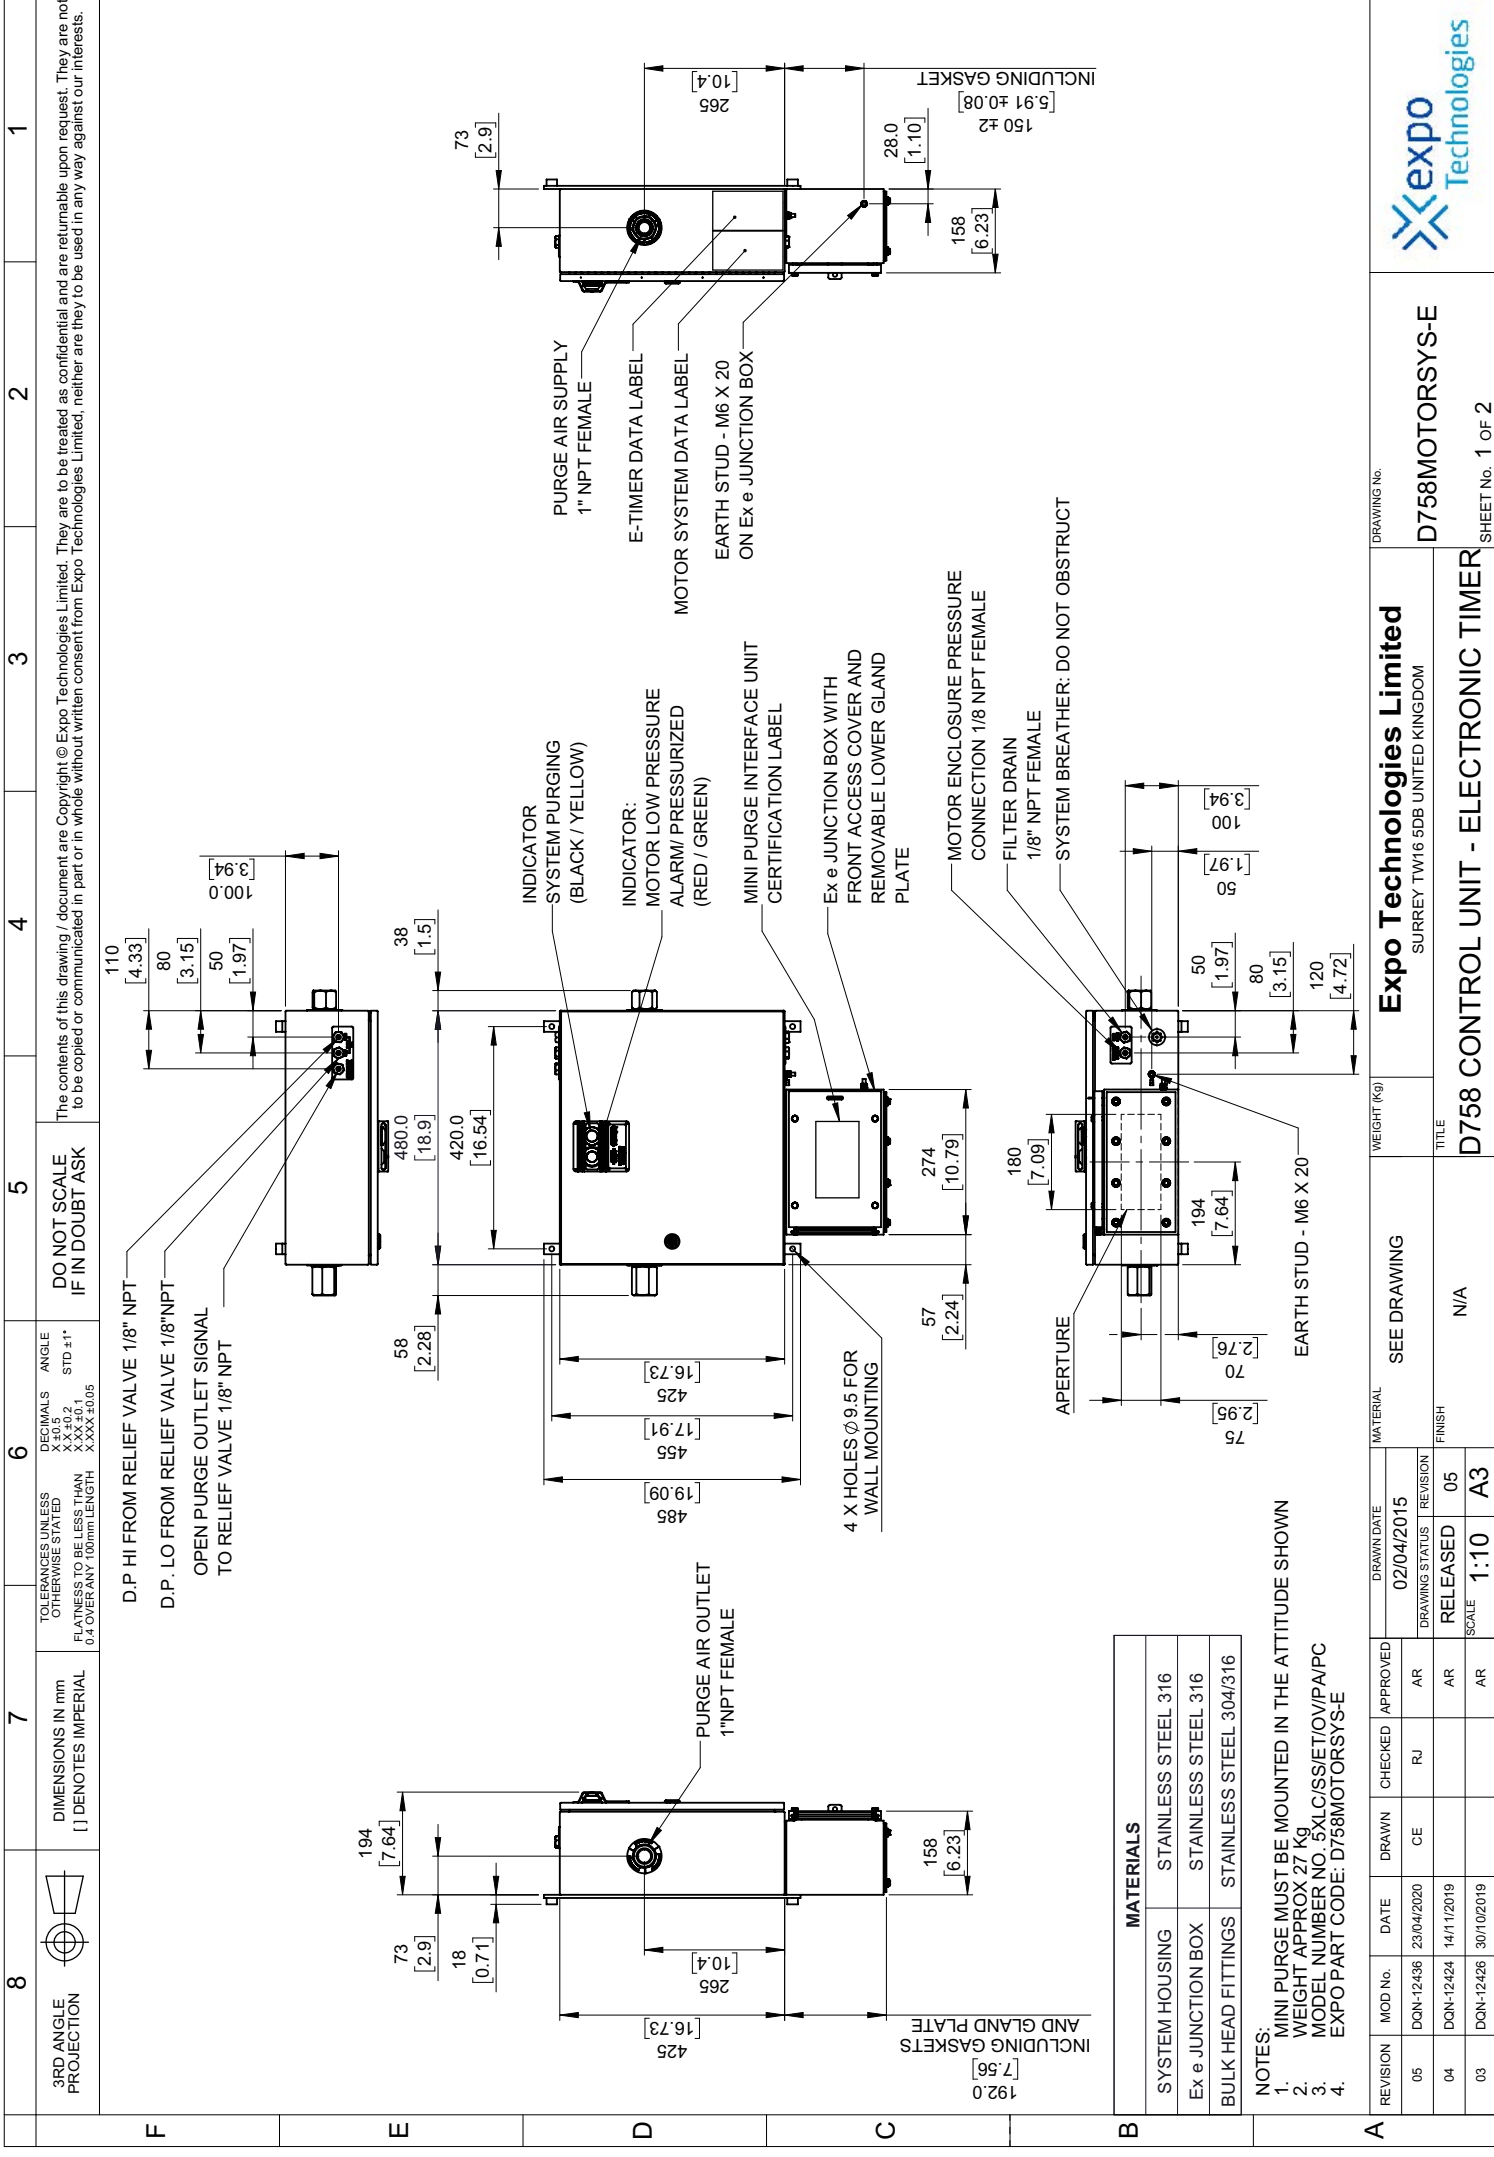 8
7
6
5
4
3
2
1
3RD ANGLE
PROJECTION
DIMENSIONS IN mm
[ ] DENOTES IMPERIAL
TOLERANCES UNLESS
OTHERWISE STATED
FLATNESS TO BE LESS THAN
0.4 OVER ANY 100mm LENGTH
DECIMALS
X ±0.5
X.X ±0.2
X.XX ±0.1
X.XXX ±0.05
ANGLE
STD ±1°
DO NOT SCALE
IF IN DOUBT ASK
The contents of this drawing / document are Copyright © Expo Technologies Limited. They are to be treated as confidential and are returnable upon request. They are not
to be copied or communicated in part or in whole without written consent from Expo Technologies Limited, neither are they to be used in any way against our interests.
F
E
D
C
B
A
D.P HI FROM RELIEF VALVE 1/8" NPT
D.P. LO FROM RELIEF VALVE 1/8"NPT
OPEN PURGE OUTLET SIGNAL
TO RELIEF VALVE 1/8" NPT
110
[4.33]
80
[3.15]
50
[1.97]
100.0
[3.94]
194
[7.64]
73
[2.9]
18
[0.71]
265
[10.4]
425
[16.73]
192.0
[7.56]
INCLUDING GASKETS
AND GLAND PLATE
158
[6.23]
PURGE AIR OUTLET
1"NPT FEMALE
58
[2.28]
480.0
[18.9]
420.0
[16.54]
38
[1.5]
425
[16.73]
455
[17.91]
485
[19.09]
4 X HOLES ∅ 9.5 FOR
WALL MOUNTING
57
[2.24]
274
[10.79]
INDICATOR
SYSTEM PURGING
(BLACK / YELLOW)
INDICATOR:
MOTOR LOW PRESSURE
ALARM/ PRESSURIZED
(RED / GREEN)
MINI PURGE INTERFACE UNIT
CERTIFICATION LABEL
Ex e JUNCTION BOX WITH
FRONT ACCESS COVER AND
REMOVABLE LOWER GLAND
PLATE
73
[2.9]
265
[10.4]
150 ±2
[5.91 ±0.08]
INCLUDING GASKET
28.0
[1.10]
158
[6.23]
PURGE AIR SUPPLY
1" NPT FEMALE
E-TIMER DATA LABEL
MOTOR SYSTEM DATA LABEL
EARTH STUD - M6 X 20
ON Ex e JUNCTION BOX
MOTOR ENCLOSURE PRESSURE
CONNECTION 1/8 NPT FEMALE
FILTER DRAIN
1/8" NPT FEMALE
SYSTEM BREATHER: DO NOT OBSTRUCT
APERTURE
180
[7.09]
194
[7.64]
70
[2.76]
75
[2.95]
EARTH STUD - M6 X 20
50
[1.97]
80
[3.15]
120
[4.72]
50
[1.97]
100
[3.94]
MATERIALS
SYSTEM HOUSING STAINLESS STEEL 316
Ex e JUNCTION BOX STAINLESS STEEL 316
BULK HEAD FITTINGS STAINLESS STEEL 304/316
NOTES:
1. MINI PURGE MUST BE MOUNTED IN THE ATTITUDE SHOWN
2. WEIGHT APPROX 27 Kg
3. MODEL NUMBER NO. 5XLC/SS/ET/OV/PA/PC
4. EXPO PART CODE: D758MOTORSYS-E
REVISION MOD No. DATE DRAWN CHECKED APPROVED
05 DQN-12436 23/04/2020 CE RJ AR
04 DQN-12424 14/11/2019 AR
03 DQN-12426 30/10/2019 AR
DRAWN DATE
02/04/2015
DRAWING STATUS
RELEASED
REVISION
05
SCALE
1:10
A3
MATERIAL
SEE DRAWING
FINISH
N/A
WEIGHT (Kg)
Expo Technologies Limited
SURREY TW16 5DB UNITED KINGDOM
TITLE
D758 CONTROL UNIT - ELECTRONIC TIMER
DRAWING No.
D758MOTORSYS-E
SHEET No. 1 OF 2
expo
Technologies